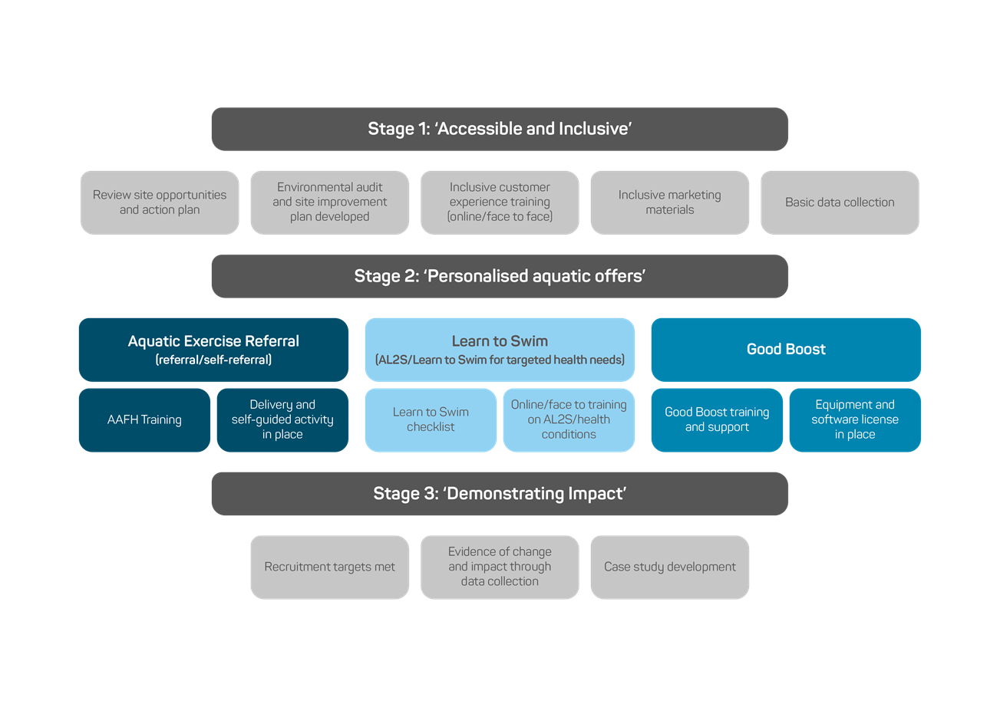 Stage 1: ‘Accessible and Inclusive’
Review site opportunities
and action plan
Environmental audit
and site improvement
plan developed
Inclusive customer
experience training
(online/face to face)
Inclusive marketing
materials
Basic data collection
Stage 2: ‘Personalised aquatic offers’
Aquatic Exercise Referral
(referral/self-referral)
AAFH Training
Delivery and
self-guided activity
in place
Learn to Swim
(AL2S/Learn to Swim for targeted health needs)
Learn to Swim
checklist
Online/face to training
on AL2S/health
conditions
Good Boost
Good Boost training
and support
Equipment and
software license
in place
Stage 3: ‘Demonstrating Impact’
Recruitment targets met
Evidence of change
and impact through
data collection
Case study development